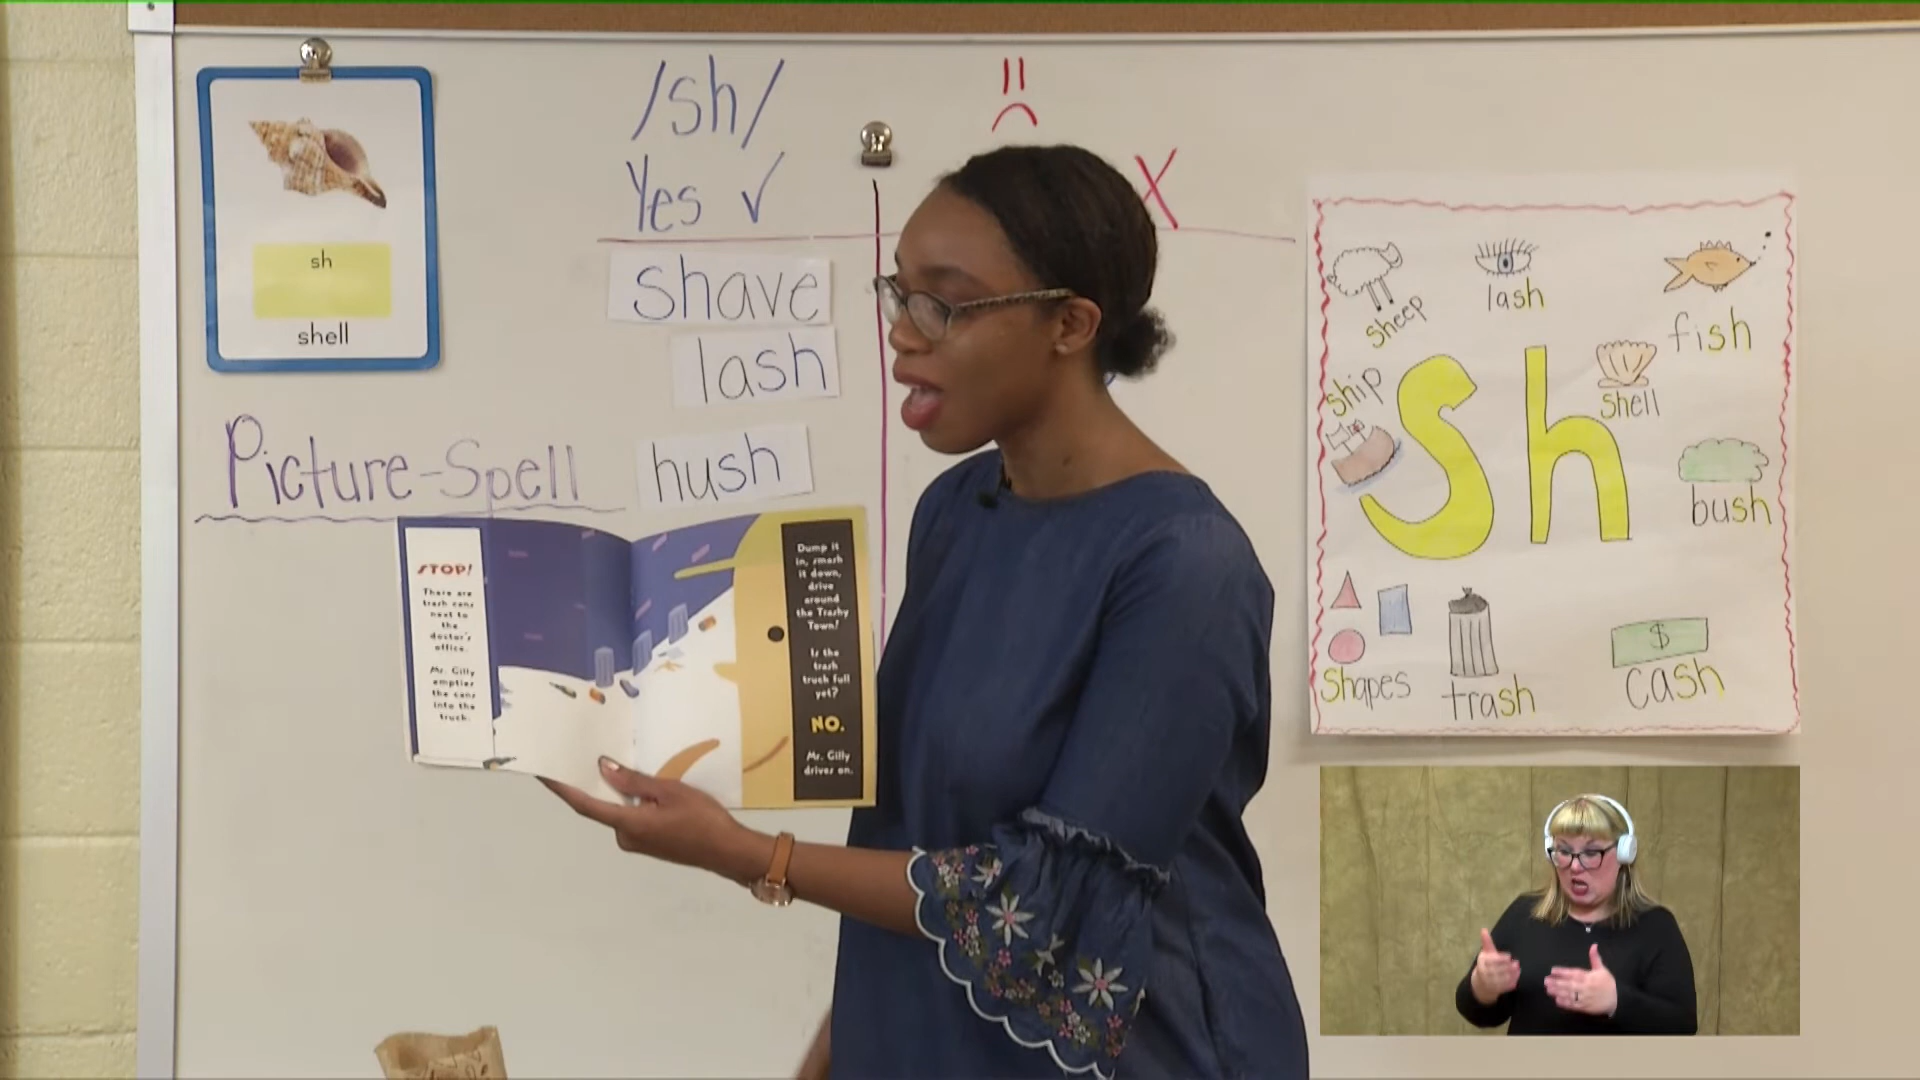 sh
shell
/sh/
Yes ✓
X
shave
lash
hush
Picture-Spell
STOP!
There are
trash cans
next to
the
doctor's
office.
Mr. Gilly
empties
the cans
into the
truck.
Dump it
in, smash
it down,
drive
around
the Trashy
Town!
Is the
trash
truck full
yet?
NO.
Mr. Gilly
drives on.
sheep
lash
fish
ship
sh
shell
bush
shapes
trash
$
cash